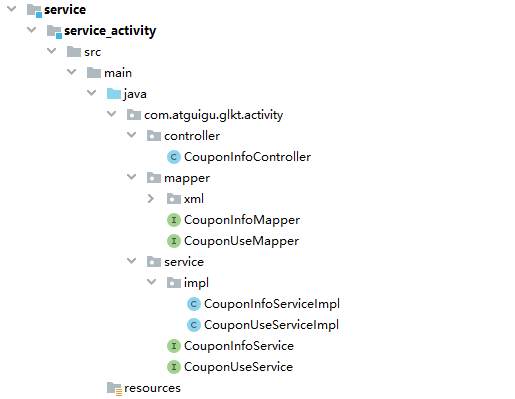 service
service_activity
src
main
java
com.atguigu.glkt.activity
controller
C CouponInfoController
mapper
xml
I CouponInfoMapper
I CouponUseMapper
service
impl
C CouponInfoServiceImpl
C CouponUseServiceImpl
I CouponInfoService
I CouponUseService
resources